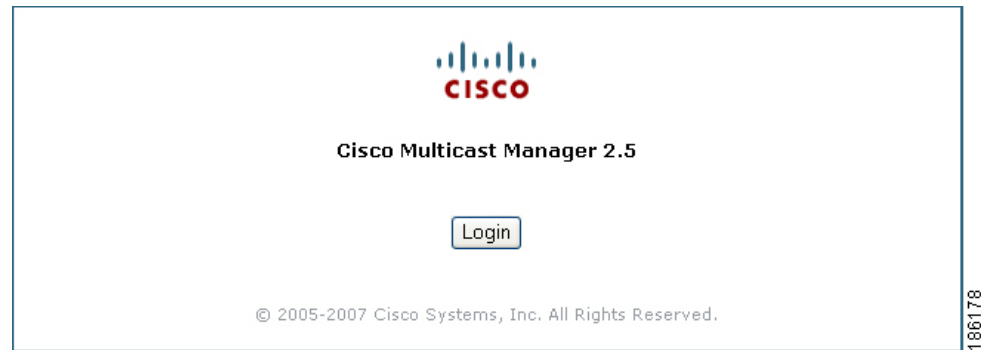 CISCO
Cisco Multicast Manager 2.5
Login
© 2005-2007 Cisco Systems, Inc. All Rights Reserved.
186178